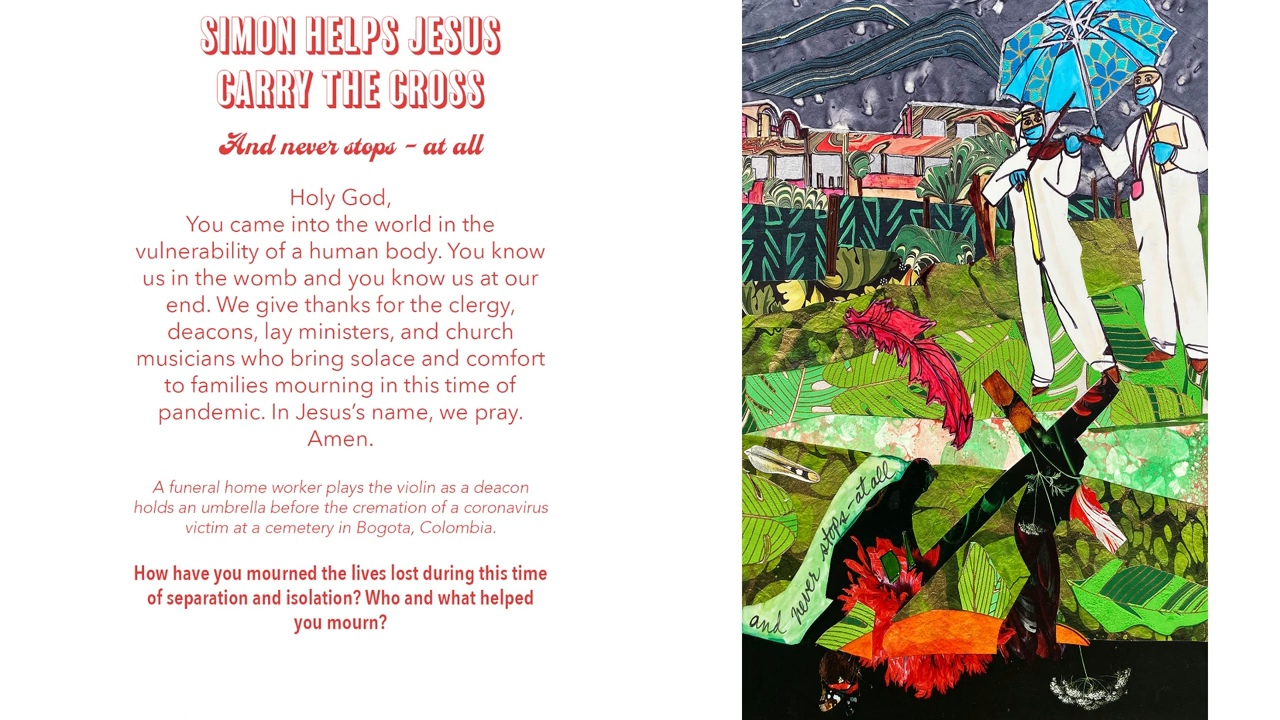 SIMON HELPS JESUS
CARRY THE CROSS
And never stops - at all
Holy God,
You came into the world in the
vulnerability of a human body. You know
us in the womb and you know us at our
end. We give thanks for the clergy,
deacons, lay ministers, and church
musicians who bring solace and comfort
to families mourning in this time of
pandemic. In Jesus’s name, we pray.
Amen.
A funeral home worker plays the violin as a deacon
holds an umbrella before the cremation of a coronavirus
victim at a cemetery in Bogota, Colombia.
How have you mourned the lives lost during this time
of separation and isolation? Who and what helped
you mourn?
and never stops-at all